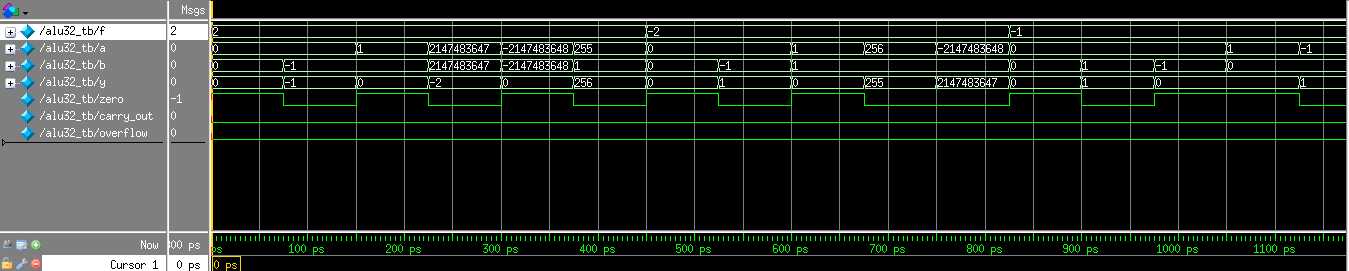 Msgs
/alu32_tb/f 2 2 -2 -1
/alu32_tb/a 0 0 1 2147483647 -2147483648 255 0 1 256 -2147483648 0 1 -1
/alu32_tb/b 0 0 -1 2147483647 -2147483648 1 0 -1 1 0 1 -1 0
/alu32_tb/y 0 0 -1 0 -2 0 256 0 1 0 255 2147483647 0 1 0 1
/alu32_tb/zero -1
/alu32_tb/carry_out 0
/alu32_tb/overflow 0
Now 00 ps ps 100 ps 200 ps 300 ps 400 ps 500 ps 600 ps 700 ps 800 ps 900 ps 1000 ps 1100 ps
Cursor 1 0 ps 0 ps